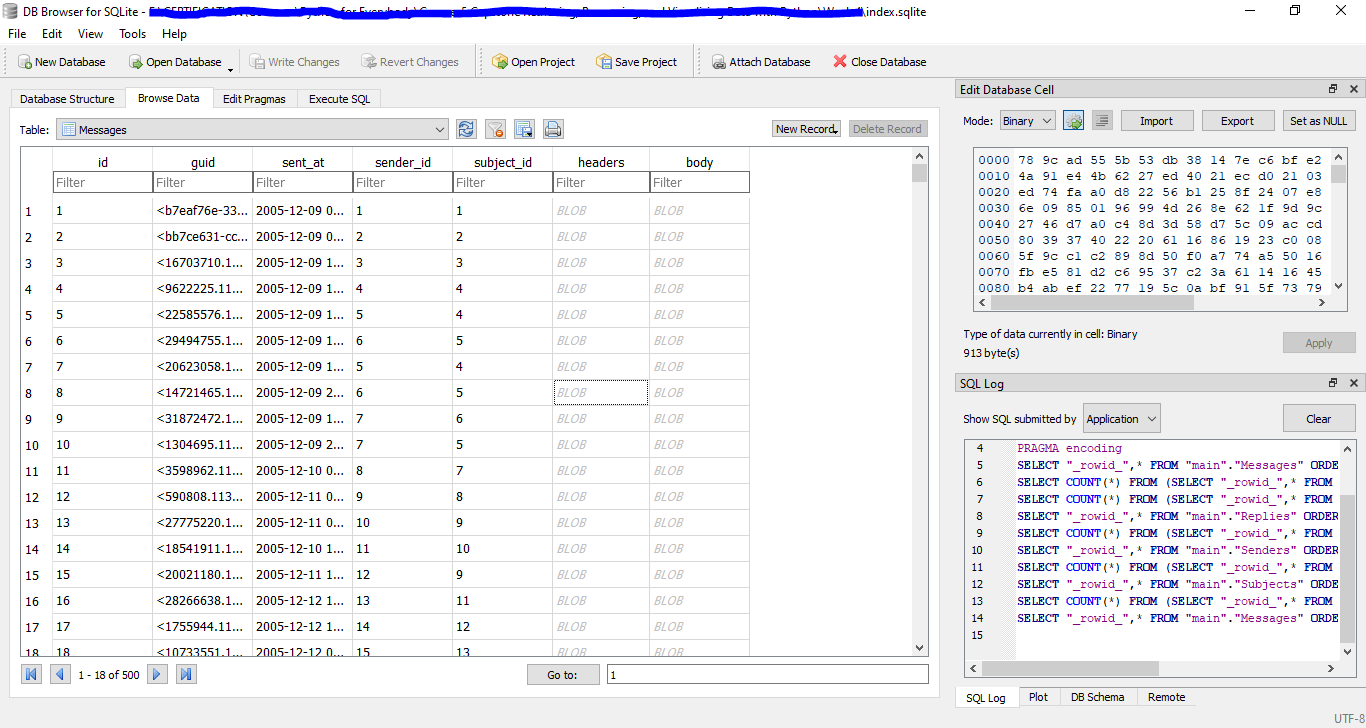 DB Browser for SQLite - \index.sqlite
File Edit View Tools Help
New Database Open Database Write Changes Revert Changes Open Project Save Project Attach Database Close Database
Database Structure Browse Data Edit Pragmas Execute SQL
Table: Messages New Record Delete Record
id guid sent_at sender_id subject_id headers body
Filter Filter Filter Filter Filter Filter Filter
1 1 <b7eaf76e-33... 2005-12-09 0... 1 1 BLOB BLOB
2 2 <bb7ce631-cc... 2005-12-09 0... 2 2 BLOB BLOB
3 3 <16703710.1... 2005-12-09 1... 3 3 BLOB BLOB
4 4 <9622225.11... 2005-12-09 1... 4 4 BLOB BLOB
5 5 <22585576.1... 2005-12-09 1... 5 4 BLOB BLOB
6 6 <29494755.1... 2005-12-09 1... 6 5 BLOB BLOB
7 7 <20623058.1... 2005-12-09 1... 5 4 BLOB BLOB
8 8 <14721465.1... 2005-12-09 2... 6 5 BLOB BLOB
9 9 <31872472.1... 2005-12-09 1... 7 6 BLOB BLOB
10 10 <1304695.11... 2005-12-09 2... 7 5 BLOB BLOB
11 11 <3598962.11... 2005-12-10 0... 8 7 BLOB BLOB
12 12 <590808.113... 2005-12-11 0... 9 8 BLOB BLOB
13 13 <27775220.1... 2005-12-11 0... 10 9 BLOB BLOB
14 14 <18541911.1... 2005-12-10 1... 11 10 BLOB BLOB
15 15 <20021180.1... 2005-12-11 1... 12 9 BLOB BLOB
16 16 <28266638.1... 2005-12-12 1... 13 11 BLOB BLOB
17 17 <1755944.11... 2005-12-12 1... 14 12 BLOB BLOB
18 18 <10733551.1... 2005-12-12 0... 15 13 BLOB BLOB
1 - 18 of 500 Go to: 1
Edit Database Cell
Mode: Binary Import Export Set as NULL
0000 78 9c ad 55 5b 53 db 38 14 7e c6 bf e2
0010 4a 91 e4 4b 62 27 ed 40 21 ec d0 21 03
0020 ed 74 fa a0 d8 22 56 b1 25 8f 24 07 e8
0030 6e 09 85 01 96 99 4d 26 8e 62 1f 9d 9c
0040 27 46 d7 a0 c4 8d 3d 58 d7 5c 09 ac cd
0050 80 39 37 40 22 20 61 16 86 19 23 c0 08
0060 5f 9c c1 c2 89 8d 50 f0 a7 74 a5 50 16
0070 fb e5 81 d2 c6 95 37 c2 3a 61 14 16 45
0080 b4 ab ef 22 77 19 5c 0a bf 91 5f 73 79
Type of data currently in cell: Binary
913 byte(s)
Apply
SQL Log
Show SQL submitted by Application Clear
4 PRAGMA encoding
5 SELECT "_rowid_",* FROM "main"."Messages" ORDE
6 SELECT COUNT(*) FROM (SELECT "_rowid_",* FROM
7 SELECT COUNT(*) FROM (SELECT "_rowid_",* FROM
8 SELECT "_rowid_",* FROM "main"."Replies" ORDER
9 SELECT COUNT(*) FROM (SELECT "_rowid_",* FROM
10 SELECT "_rowid_",* FROM "main"."Senders" ORDER
11 SELECT COUNT(*) FROM (SELECT "_rowid_",* FROM
12 SELECT "_rowid_",* FROM "main"."Subjects" ORDE
13 SELECT COUNT(*) FROM (SELECT "_rowid_",* FROM
14 SELECT "_rowid_",* FROM "main"."Messages" ORDE
15
SQL Log Plot DB Schema Remote
UTF-8